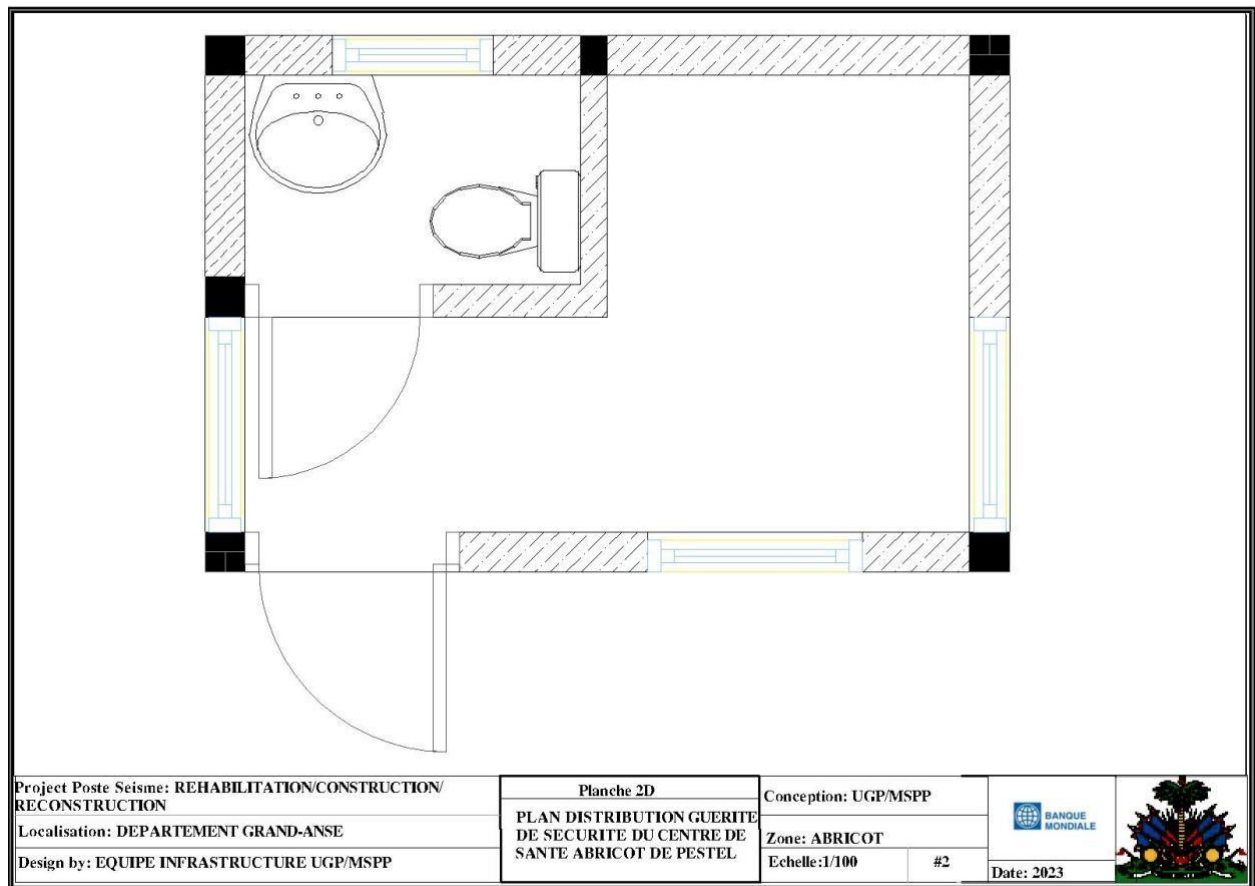 Project Poste Seisme: REHABILITATION/CONSTRUCTION/
RECONSTRUCTION
Localisation: DEPARTEMENT GRAND-ANSE
Design by: EQUIPE INFRASTRUCTURE UGP/MSPP
Planche 2D
PLAN DISTRIBUTION GUERITE
DE SECURITE DU CENTRE DE
SANTE ABRICOT DE PESTEL
Conception: UGP/MSPP
Zone: ABRICOT
Echelle:1/100
#2
BANQUE
MONDIALE
Date: 2023